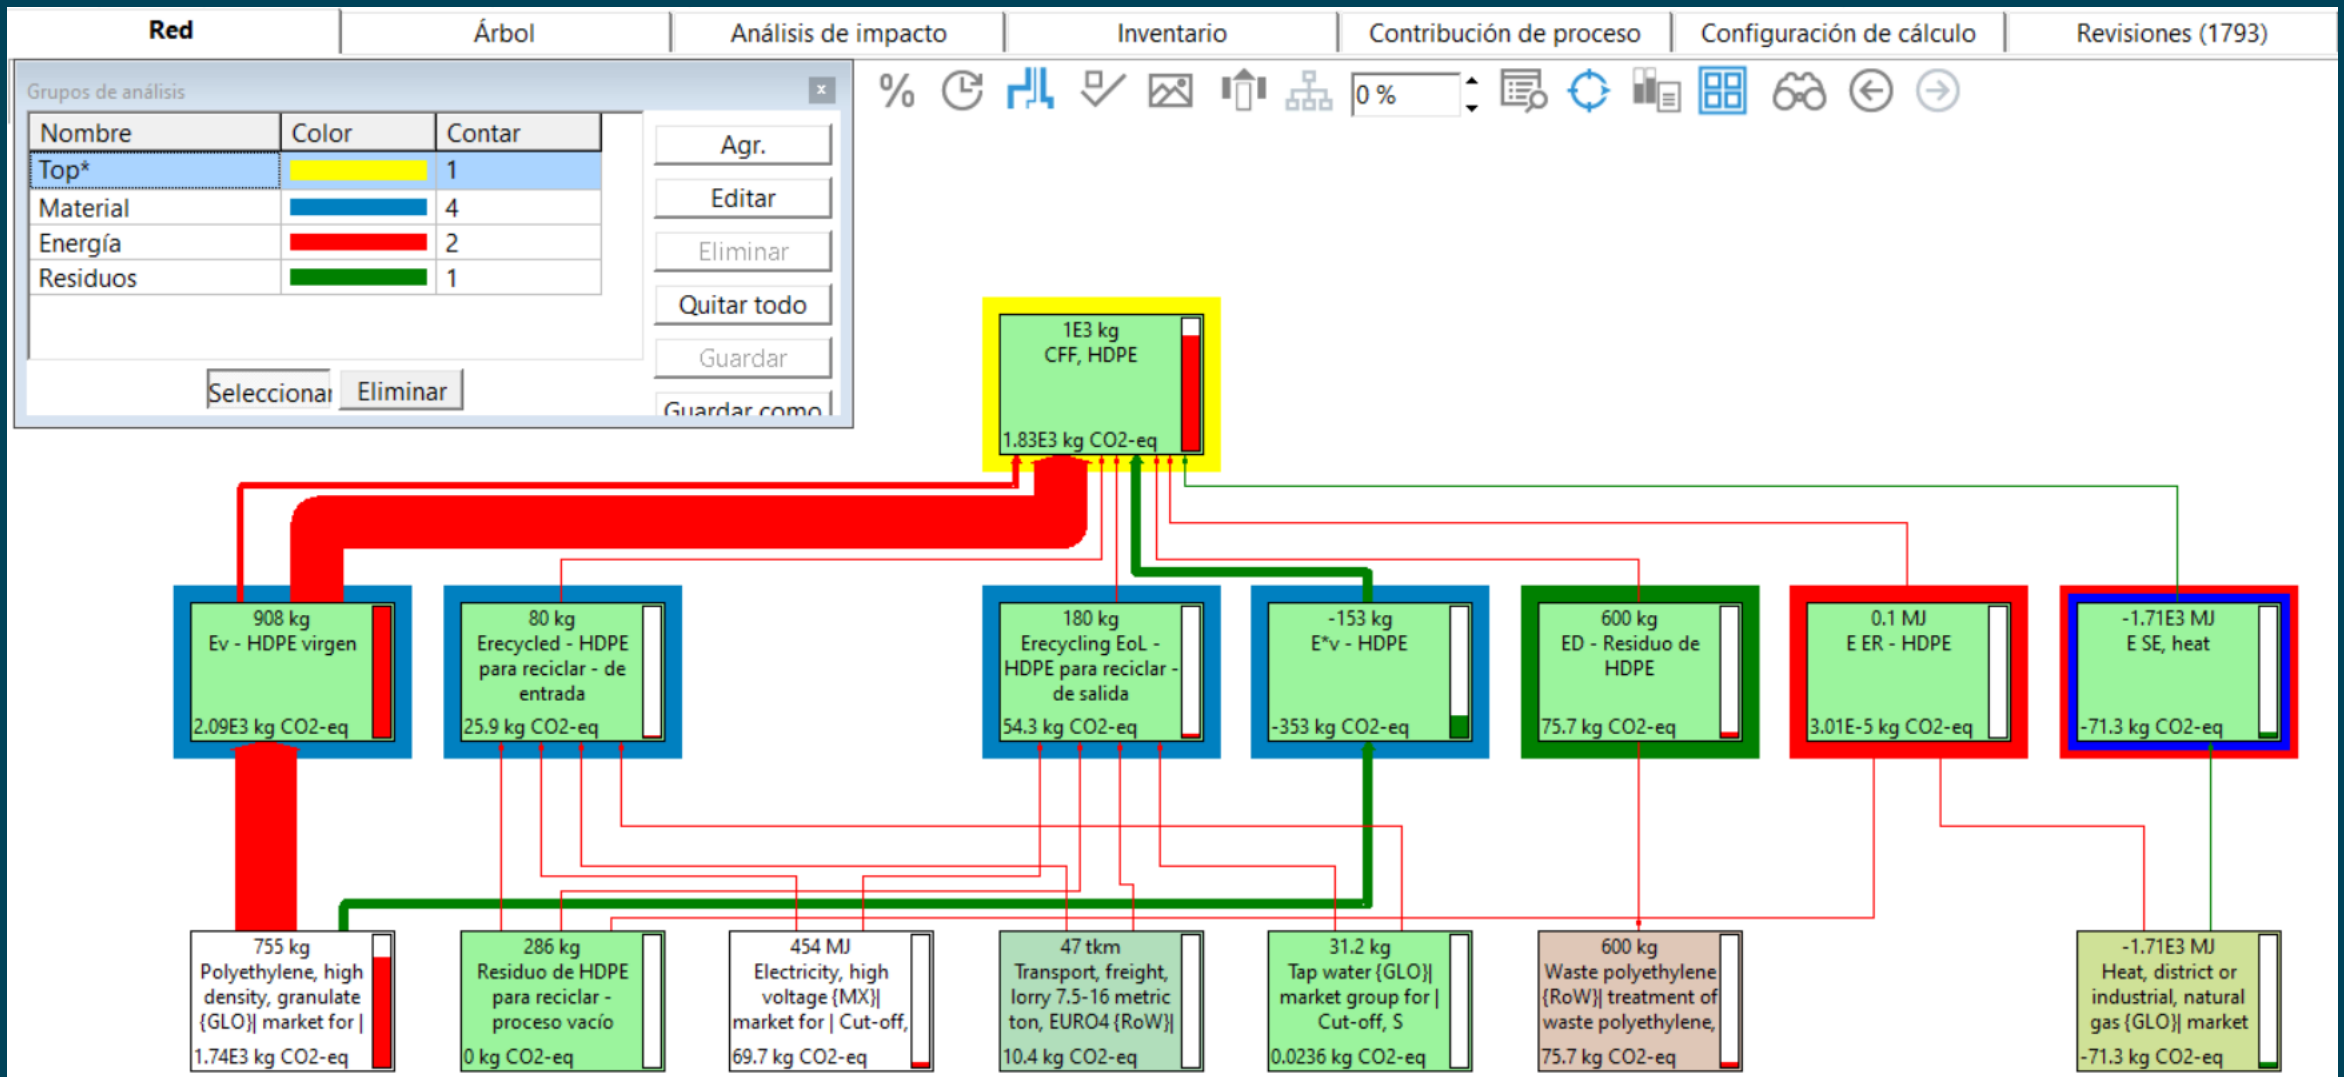 Red
Árbol
Análisis de impacto
Inventario
Contribución de proceso
Configuración de cálculo
Revisiones (1793)
Grupos de análisis
x
Nombre
Color
Contar
Top*
1
Material
4
Energía
2
Residuos
1
Agr.
Editar
Eliminar
Quitar todo
Guardar
Guardar como
Seleccionar
Eliminar
%
0 %
1E3 kg
CFF, HDPE
1.83E3 kg CO2-eq
908 kg
Ev - HDPE virgen
2.09E3 kg CO2-eq
80 kg
Erecycled - HDPE
para reciclar - de
entrada
25.9 kg CO2-eq
180 kg
Erecycling EoL -
HDPE para reciclar -
de salida
54.3 kg CO2-eq
-153 kg
E*v - HDPE
-353 kg CO2-eq
600 kg
ED - Residuo de
HDPE
75.7 kg CO2-eq
0.1 MJ
E ER - HDPE
3.01E-5 kg CO2-eq
-1.71E3 MJ
E SE, heat
-71.3 kg CO2-eq
755 kg
Polyethylene, high
density, granulate
{GLO}| market for |
1.74E3 kg CO2-eq
286 kg
Residuo de HDPE
para reciclar -
proceso vacío
0 kg CO2-eq
454 MJ
Electricity, high
voltage {MX}|
market for | Cut-off,
69.7 kg CO2-eq
47 tkm
Transport, freight,
lorry 7.5-16 metric
ton, EURO4 {RoW}|
10.4 kg CO2-eq
31.2 kg
Tap water {GLO}|
market group for |
Cut-off, S
0.0236 kg CO2-eq
600 kg
Waste polyethylene
{RoW}| treatment of
waste polyethylene,
75.7 kg CO2-eq
-1.71E3 MJ
Heat, district or
industrial, natural
gas {GLO}| market
-71.3 kg CO2-eq